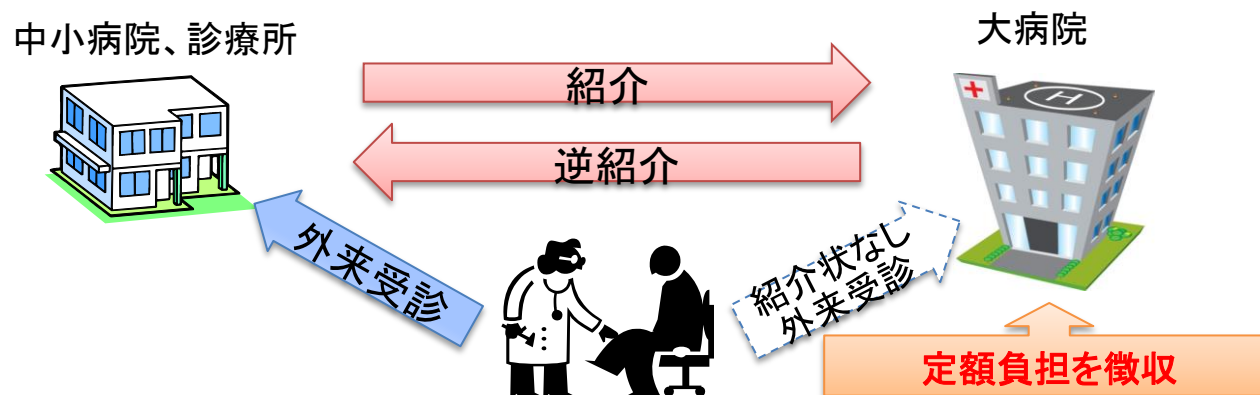 中小病院、診療所
大病院
紹介
逆紹介
外来受診
紹介状なし
外来受診
定額負担を徴収
H